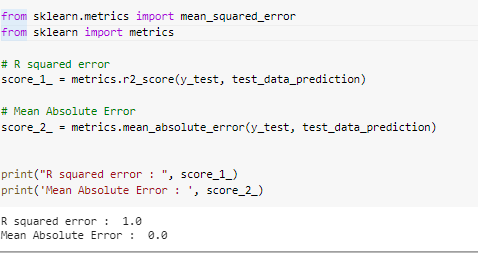 from sklearn.metrics import mean_squared_error
from sklearn import metrics
# R squared error
score_1_ = metrics.r2_score(y_test, test_data_prediction)
# Mean Absolute Error
score_2_ = metrics.mean_absolute_error(y_test, test_data_prediction)
print("R squared error : ", score_1_)
print('Mean Absolute Error : ', score_2_)
R squared error :  1.0
Mean Absolute Error :  0.0